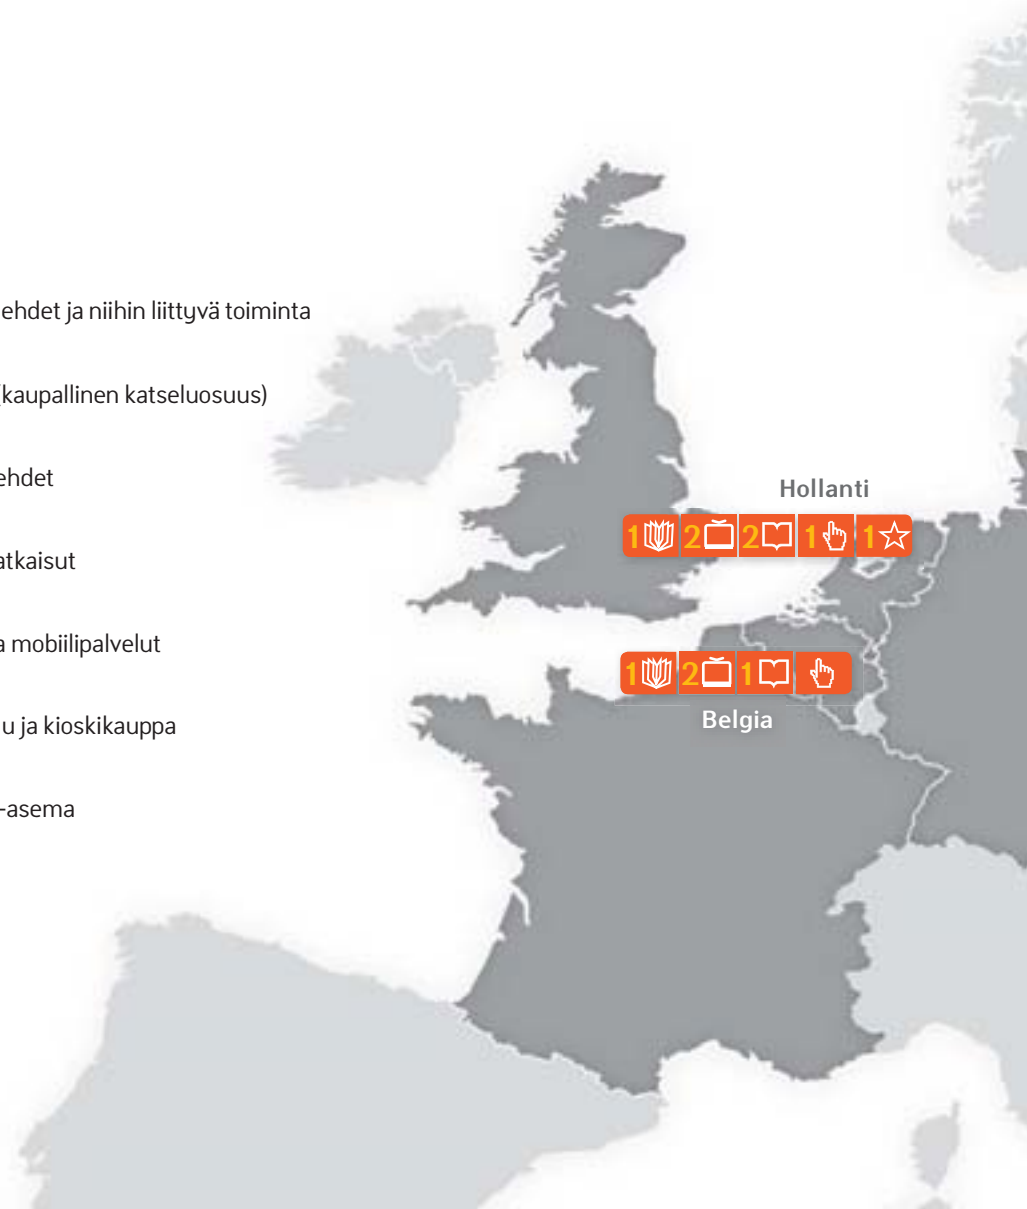 ehdet ja niihin liittyvä toiminta
(kaupallinen katseluosuus)
ehdet
atkaisut
a mobiilipalvelut
u ja kioskikauppa
-asema
Hollanti
1 2 2 1 1
1 2 1
Belgia